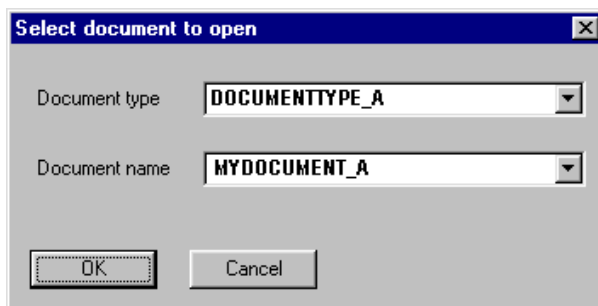 Select document to open
Document type DOCUMENTTYPE_A
Document name MYDOCUMENT_A
OK Cancel